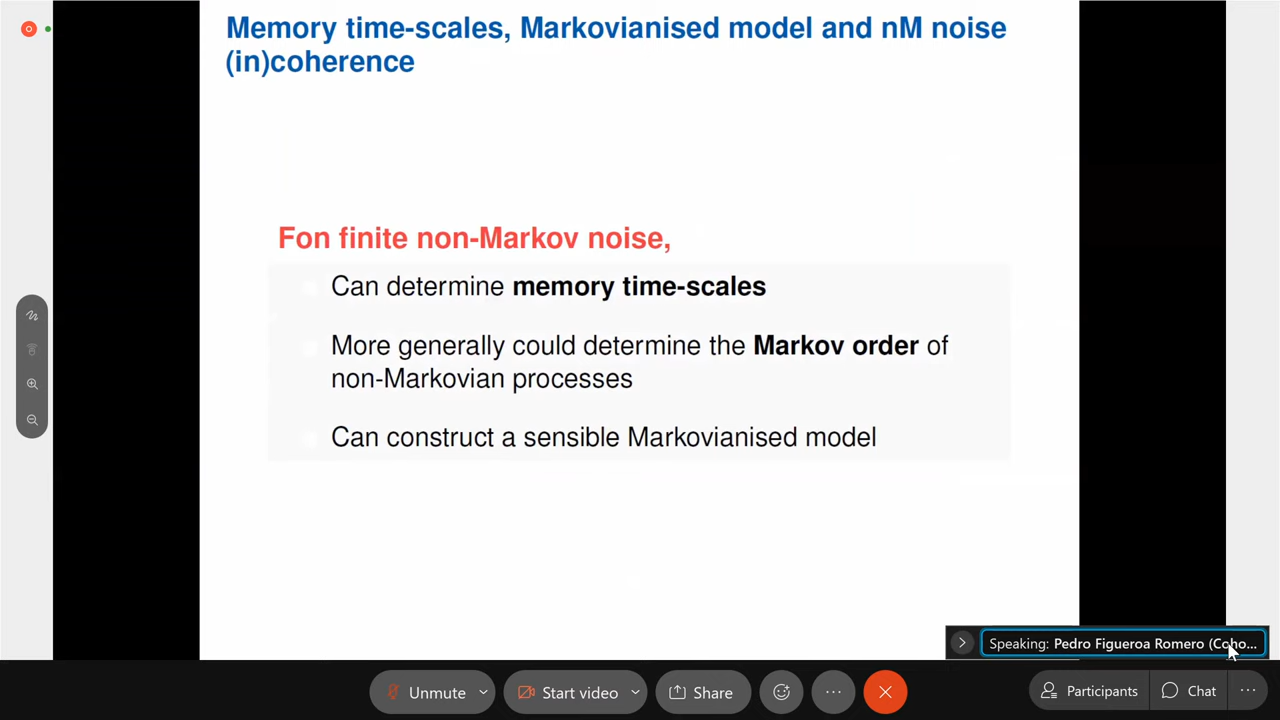 Memory time-scales, Markovianised model and nM noise
(in)coherence
Fon finite non-Markov noise,
Can determine memory time-scales
More generally could determine the Markov order of
non-Markovian processes
Can construct a sensible Markovianised model
Speaking: Pedro Figueroa Romero (Coho...
Unmute
Start video
Share
Participants
Chat